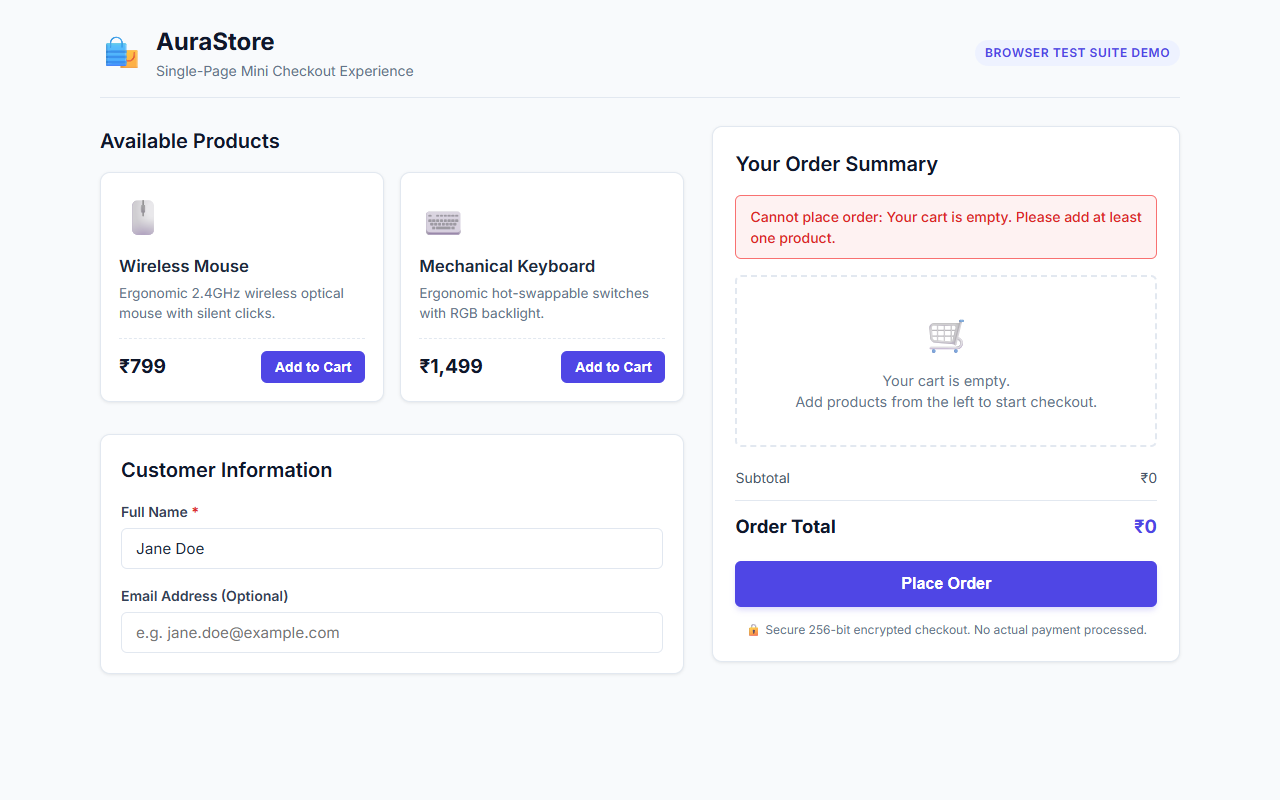 AuraStore
Single-Page Mini Checkout Experience
BROWSER TEST SUITE DEMO
Available Products
Wireless Mouse
Ergonomic 2.4GHz wireless optical
mouse with silent clicks.
₹799
Add to Cart
Mechanical Keyboard
Ergonomic hot-swappable switches
with RGB backlight.
₹1,499
Add to Cart
Customer Information
Full Name *
Jane Doe
Email Address (Optional)
e.g. jane.doe@example.com
Your Order Summary
Cannot place order: Your cart is empty. Please add at least
one product.
Your cart is empty.
Add products from the left to start checkout.
Subtotal ₹0
Order Total ₹0
Place Order
Secure 256-bit encrypted checkout. No actual payment processed.